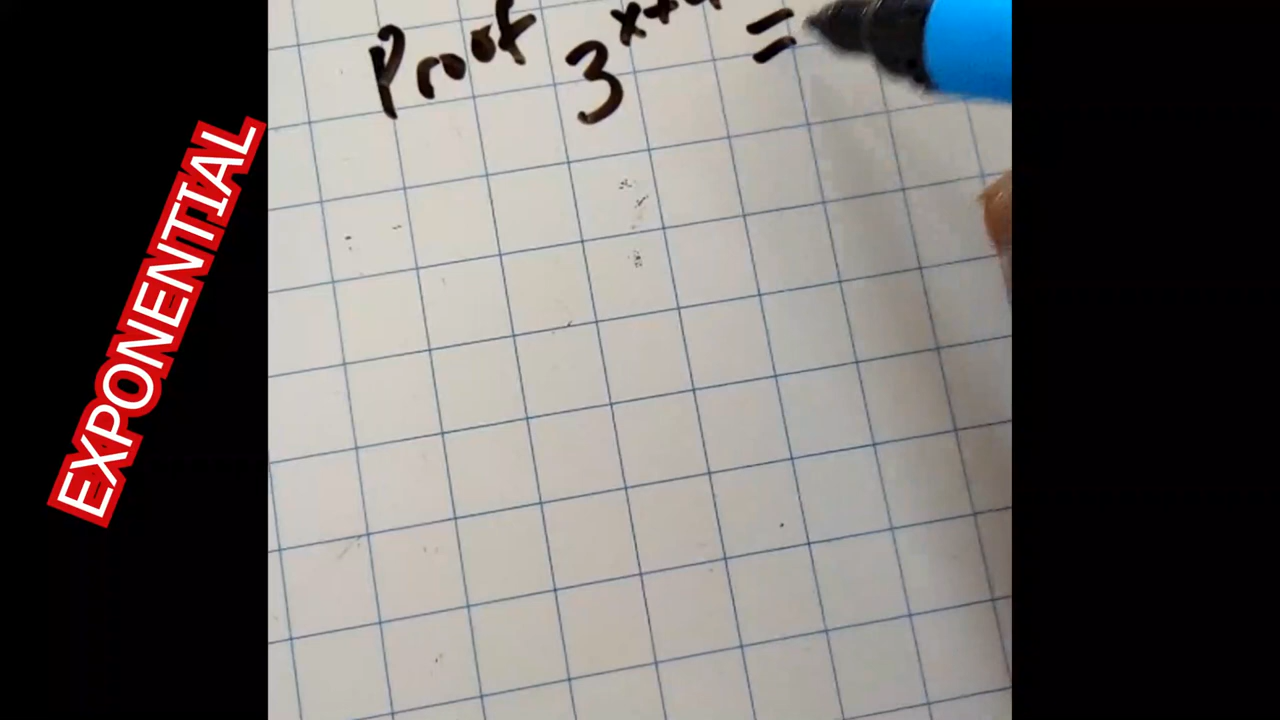 EXPONENTIAL
Proof 3^x+ =